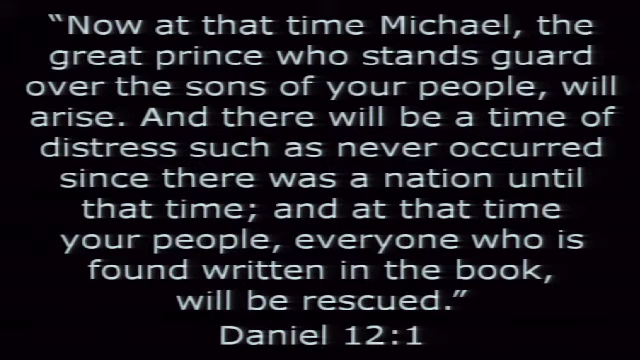 “Now at that time Michael, the
great prince who stands guard
over the sons of your people, will
arise. And there will be a time of
distress such as never occurred
since there was a nation until
that time; and at that time
your people, everyone who is
found written in the book,
will be rescued.”
Daniel 12:1